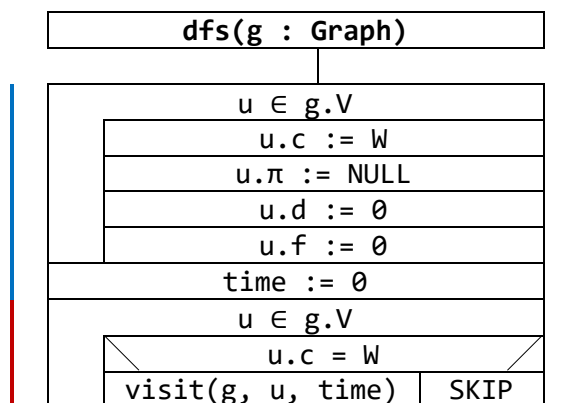 dfs(g : Graph)
u ∈ g.V
u.c := W
u.π := NULL
u.d := 0
u.f := 0
time := 0
u ∈ g.V
u.c = W
visit(g, u, time) SKIP